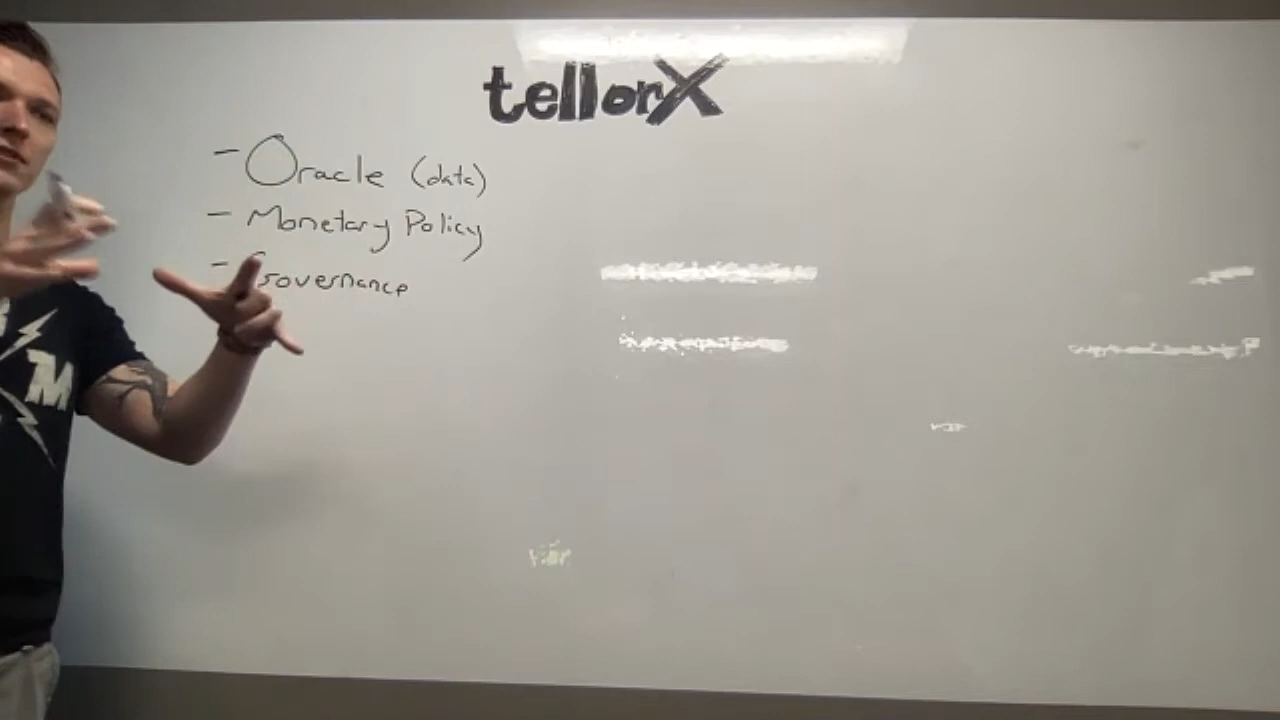 tellorX
- Oracle (data)
- Monetary Policy
- Governance
M